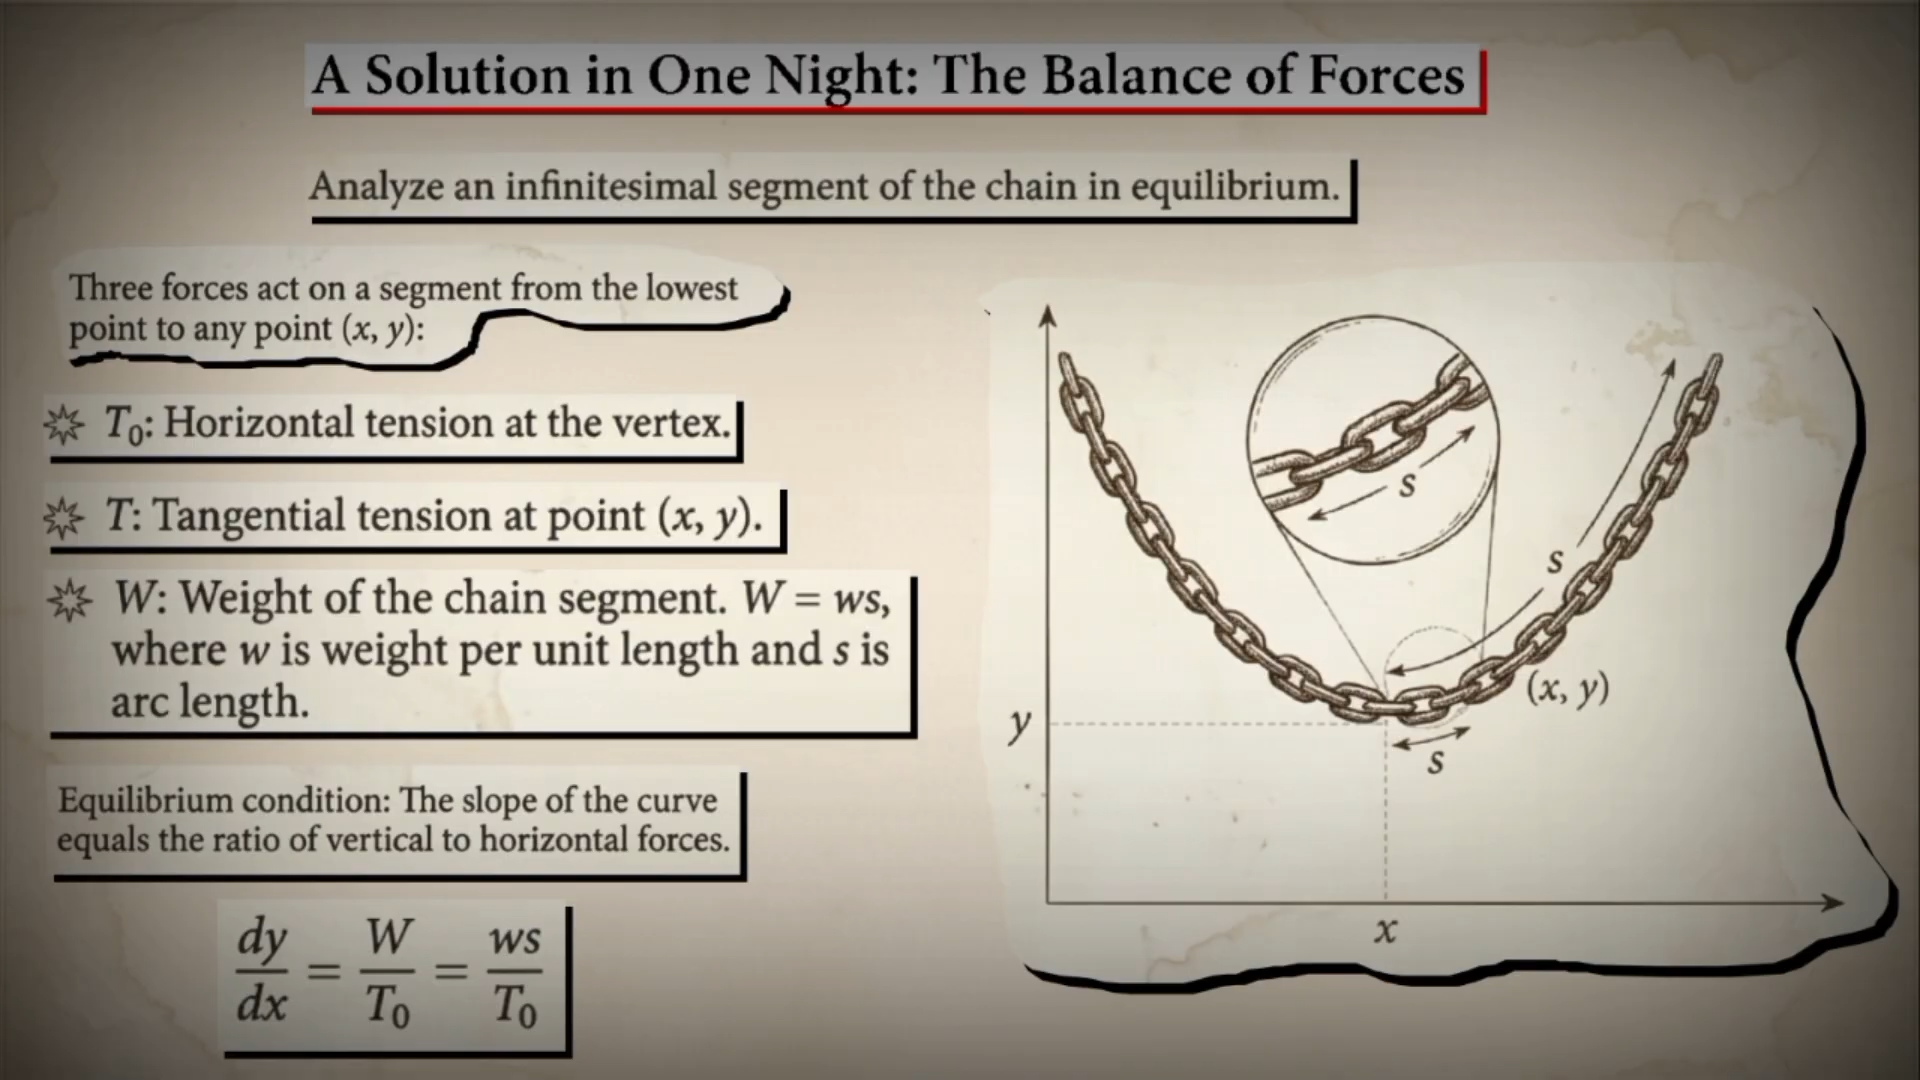 A Solution in One Night: The Balance of Forces
Analyze an infinitesimal segment of the chain in equilibrium.
Three forces act on a segment from the lowest
point to any point (x, y):
T₀: Horizontal tension at the vertex.
T: Tangential tension at point (x, y).
W: Weight of the chain segment. W = ws,
where w is weight per unit length and s is
arc length.
Equilibrium condition: The slope of the curve
equals the ratio of vertical to horizontal forces.
dy/dx = W/T₀ = ws/T₀
s
s
(x, y)
y
s
x